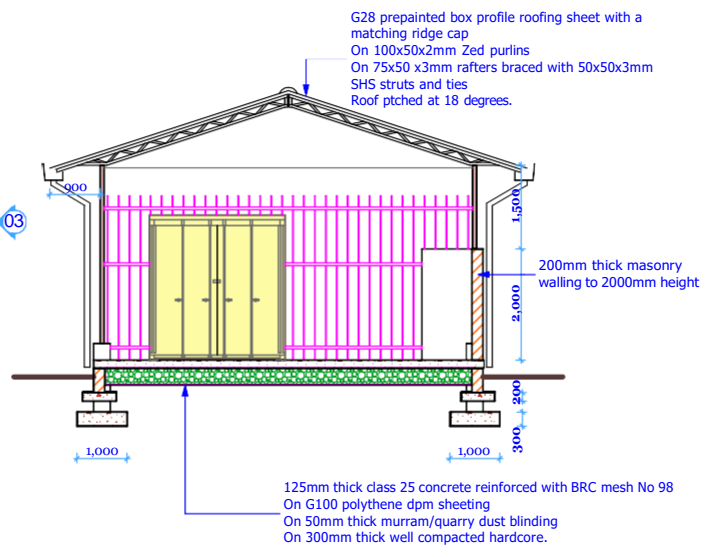 G28 prepainted box profile roofing sheet with a
matching ridge cap
On 100x50x2mm Zed purlins
On 75x50 x3mm rafters braced with 50x50x3mm
SHS struts and ties
Roof ptched at 18 degrees.
900
03
1,500
200mm thick masonry
walling to 2000mm height
2,000
200
300
1,000
1,000
125mm thick class 25 concrete reinforced with BRC mesh No 98
On G100 polythene dpm sheeting
On 50mm thick murram/quarry dust blinding
On 300mm thick well compacted hardcore.